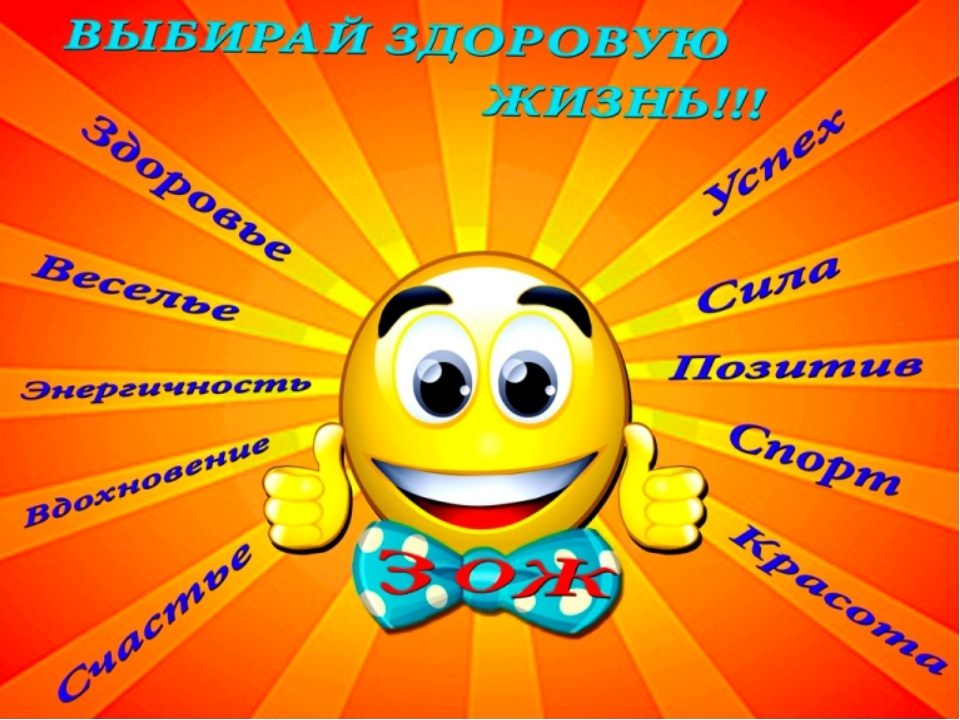 ВЫБИРАЙ ЗДОРОВУЮ
ЖИЗНЬ!!!
Здоровье
Веселье
Энергичность
Вдохновение
Счастье
Успех
Сила
Позитив
Спорт
Красота
ЗОЖ